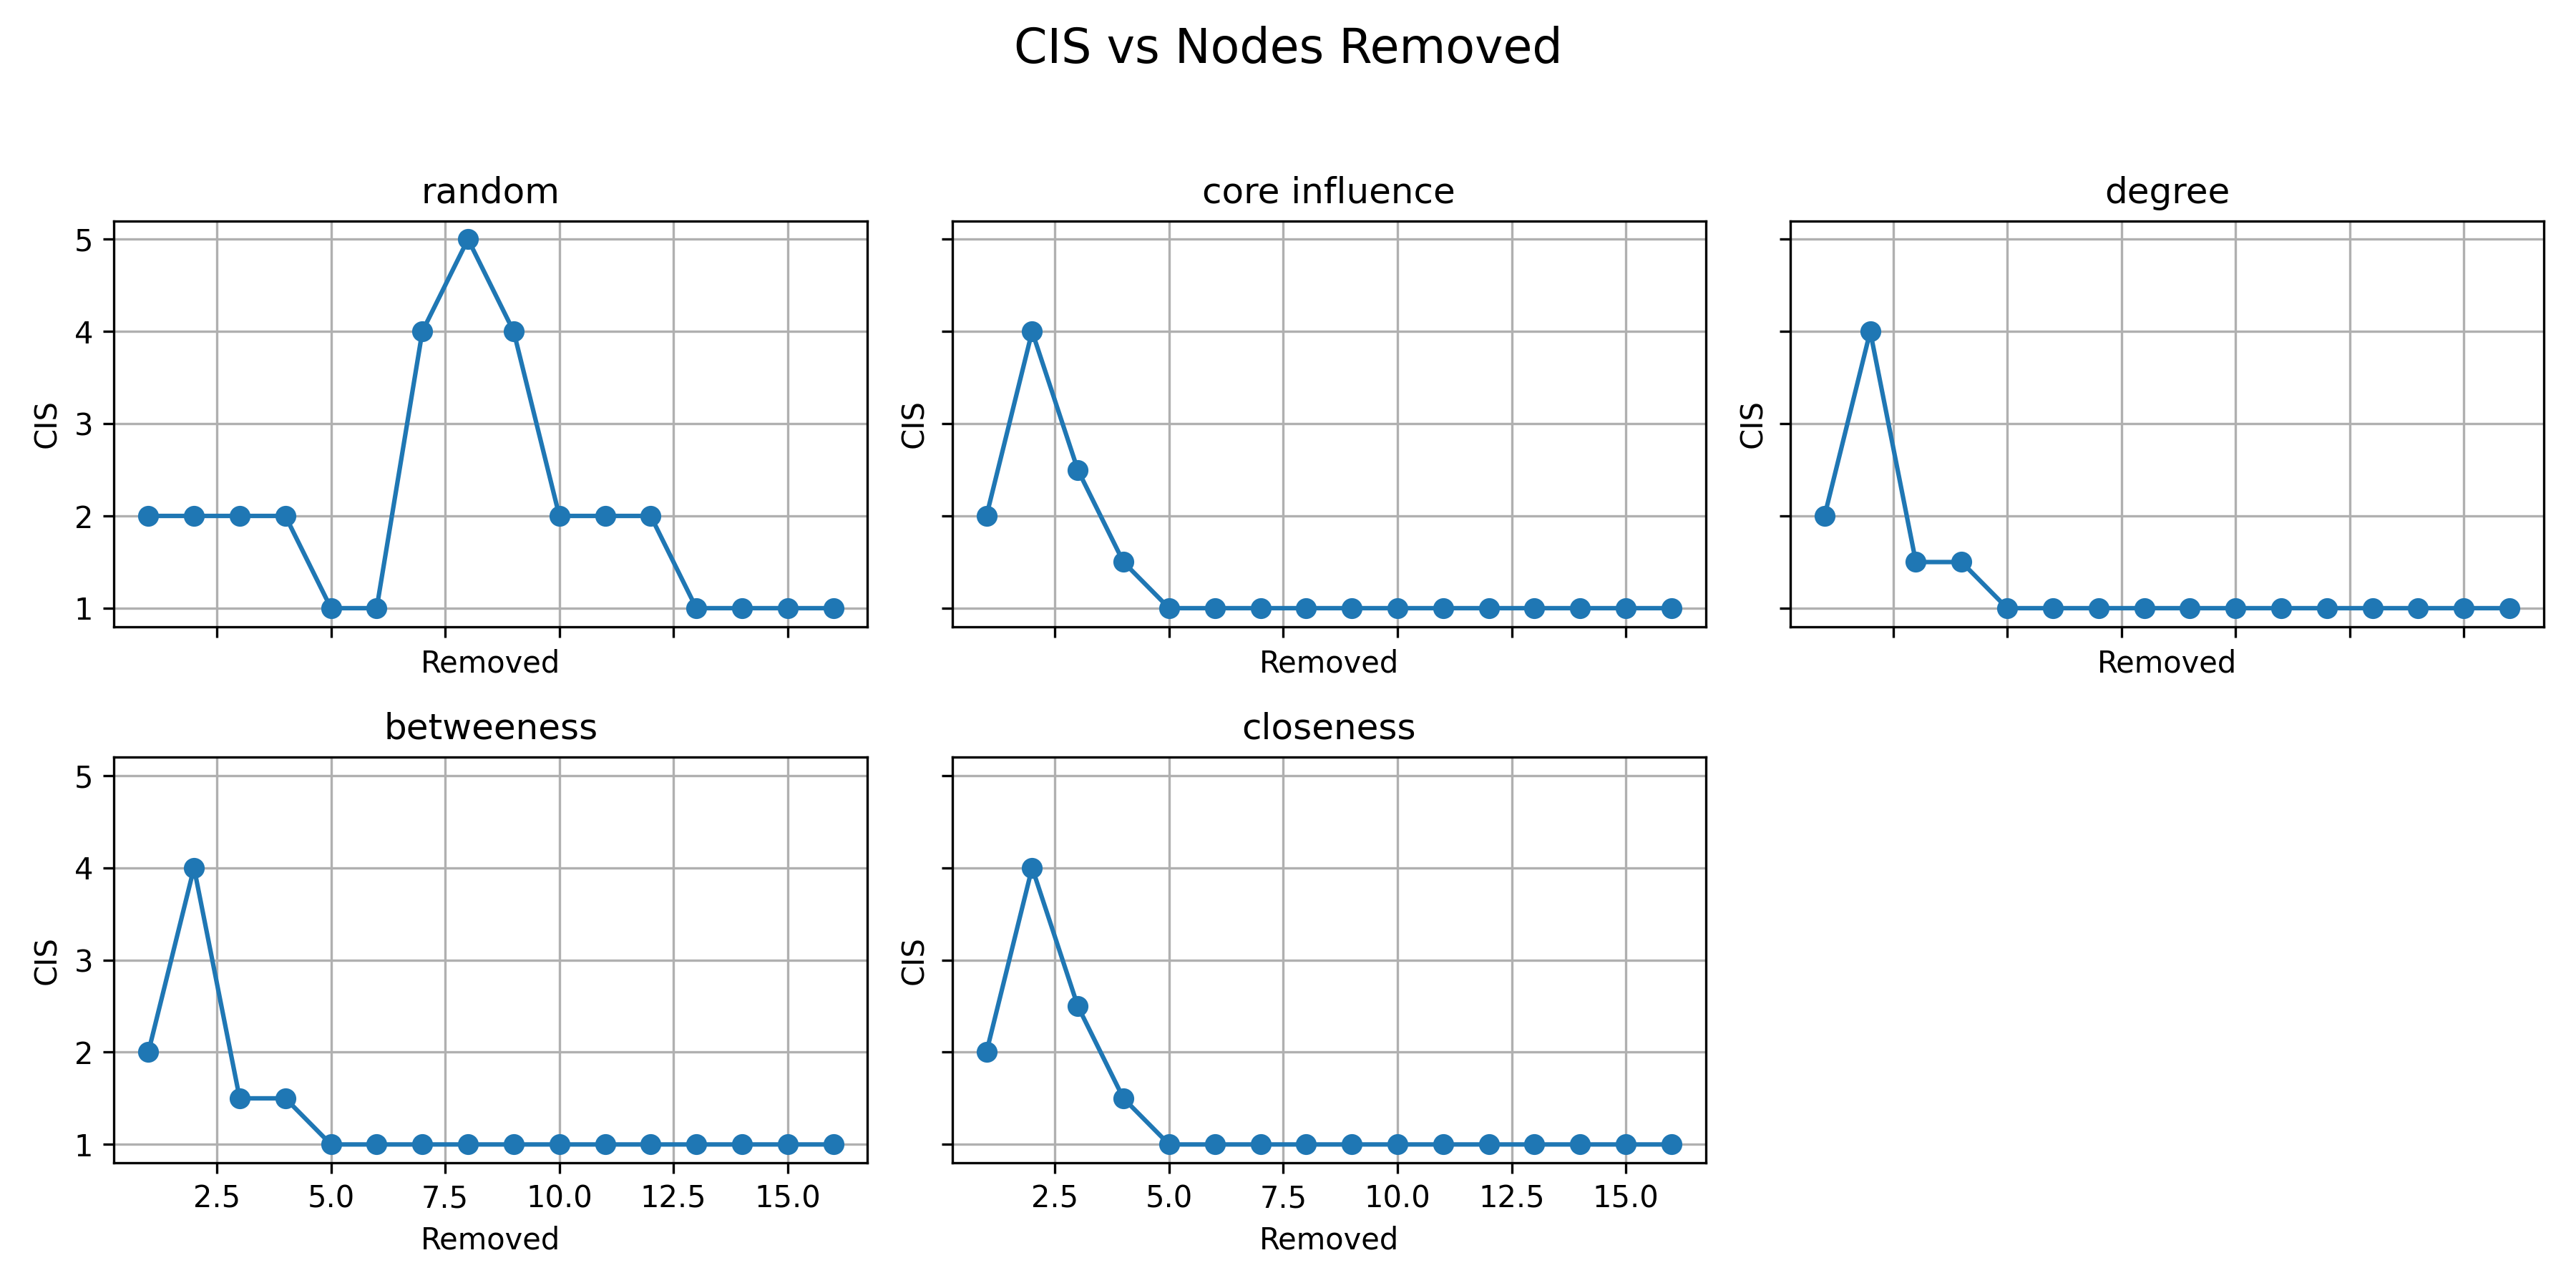 CIS vs Nodes Removed
random
core influence
degree
5
4
3
2
1
CIS
CIS
CIS
Removed
Removed
Removed
betweeness
closeness
5
4
3
2
1
CIS
CIS
2.5 5.0 7.5 10.0 12.5 15.0
2.5 5.0 7.5 10.0 12.5 15.0
Removed
Removed